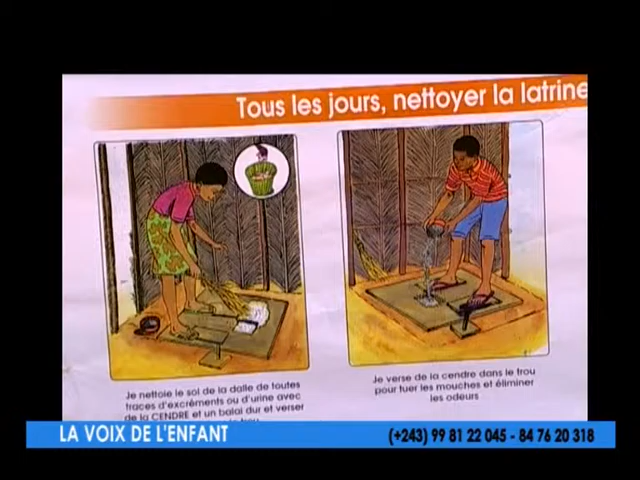 Tous les jours, nettoyer la latrine
Je nettoie le sol de la dalle de toutes
traces d'excréments ou d'urine avec
de la CENDRE et un balai dur et verser
trou
Je verse de la cendre dans le trou
pour tuer les mouches et éliminer
les odeurs
LA VOIX DE L'ENFANT
(+243) 99 81 22 045 - 84 76 20 318